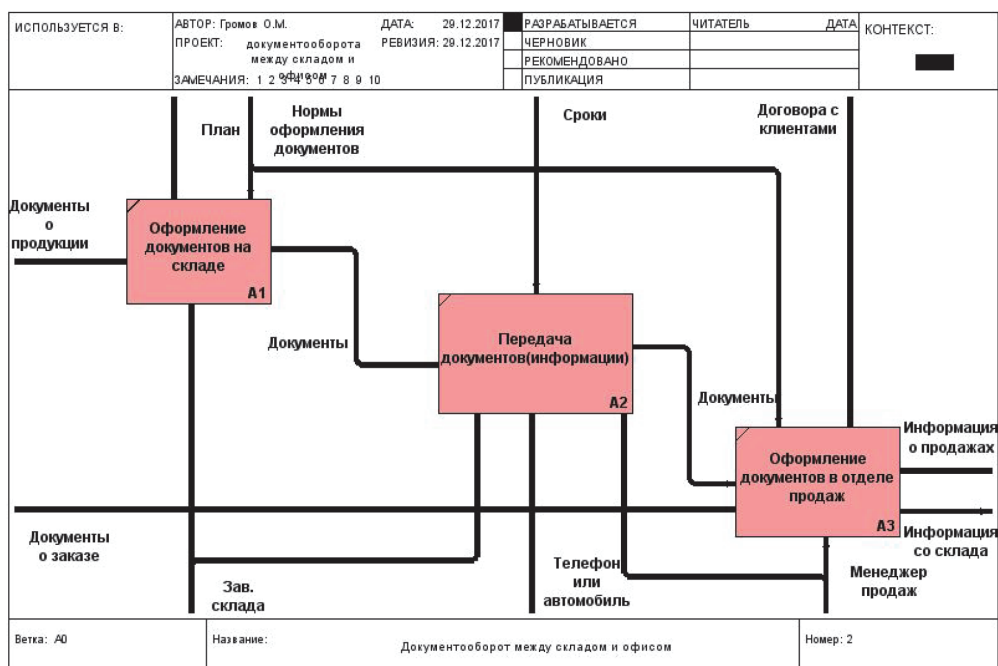 ИСПОЛЬЗУЕТСЯ В:
АВТОР: Громов О.М.
ДАТА: 29.12.2017
ПРОЕКТ: документооборота
между складом и
офисом
РЕВИЗИЯ: 29.12.2017
ЗАМЕЧАНИЯ: 1 2 3 4 5 6 7 8 9 10
РАЗРАБАТЫВАЕТСЯ
ЧЕРНОВИК
РЕКОМЕНДОВАНО
ПУБЛИКАЦИЯ
ЧИТАТЕЛЬ
ДАТА
КОНТЕКСТ:
План
Нормы
оформления
документов
Сроки
Договора с
клиентами
Документы
о
продукции
Оформление
документов на
складе
A1
Документы
Передача
документов(информации)
A2
Документы
Информация
о продажах
Оформление
документов в отделе
продаж
A3
Документы
о заказе
Информация
со склада
Зав.
склада
Телефон
или
автомобиль
Менеджер
продаж
Ветка: A0
Название:
Документооборот между складом и офисом
Номер: 2